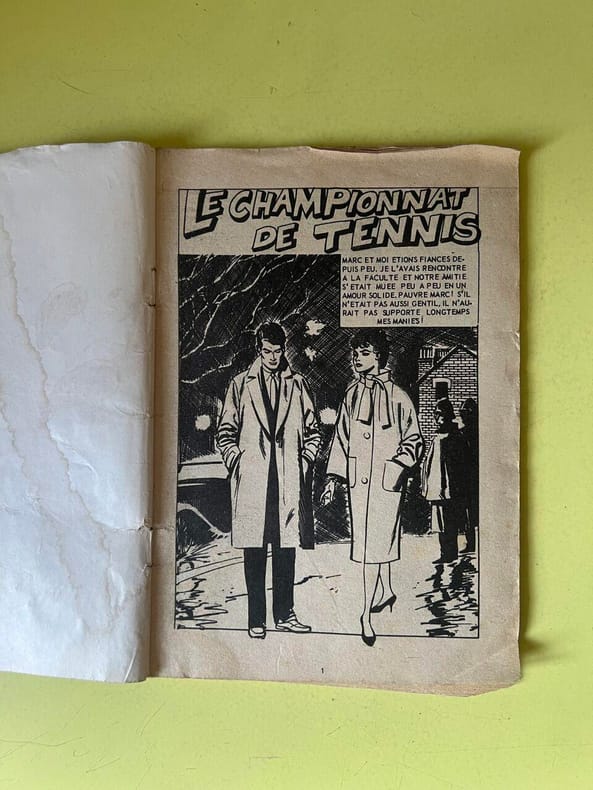 LE CHAMPIONNAT
DE TENNIS
MARC ET MOI ETIONS FIANCES DE-
PUIS PEU. JE L'AVAIS RENCONTRE
A LA FACULTE ET NOTRE AMITIE
S'ETAIT MUEE PEU A PEU EN UN
AMOUR SOLIDE. PAUVRE MARC! S'IL
N'ETAIT PAS AUSSI GENTIL, IL N'AU-
RAIT PAS SUPPORTE LONGTEMPS
MES MANIES!
1